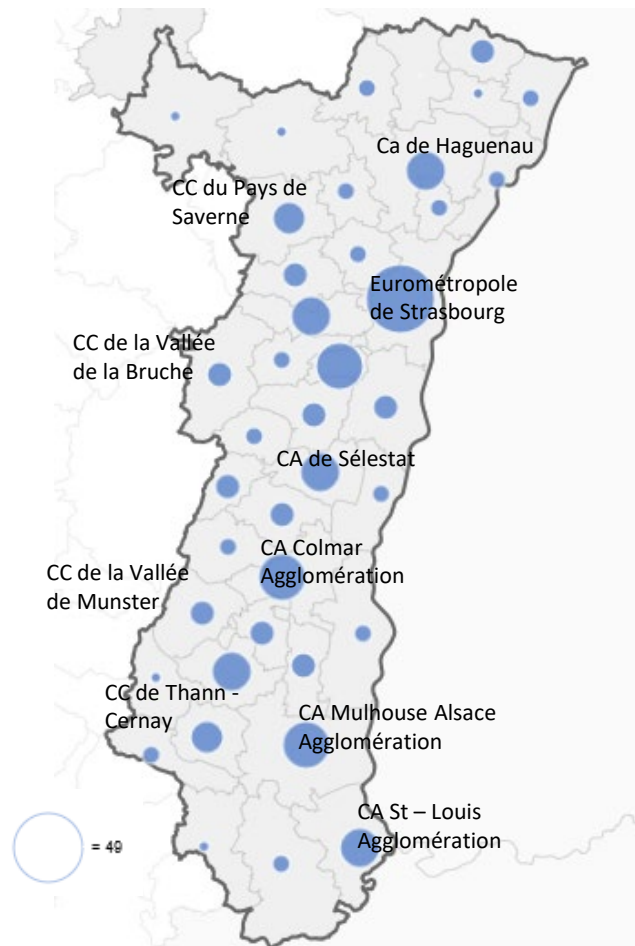 Ca de Haguenau
CC du Pays de
Saverne
Eurométropole
de Strasbourg
CC de la Vallée
de la Bruche
CA de Sélestat
CA Colmar
Agglomération
CC de la Vallée
de Munster
CC de Thann -
Cernay
CA Mulhouse Alsace
Agglomération
CA St – Louis
Agglomération
= 49